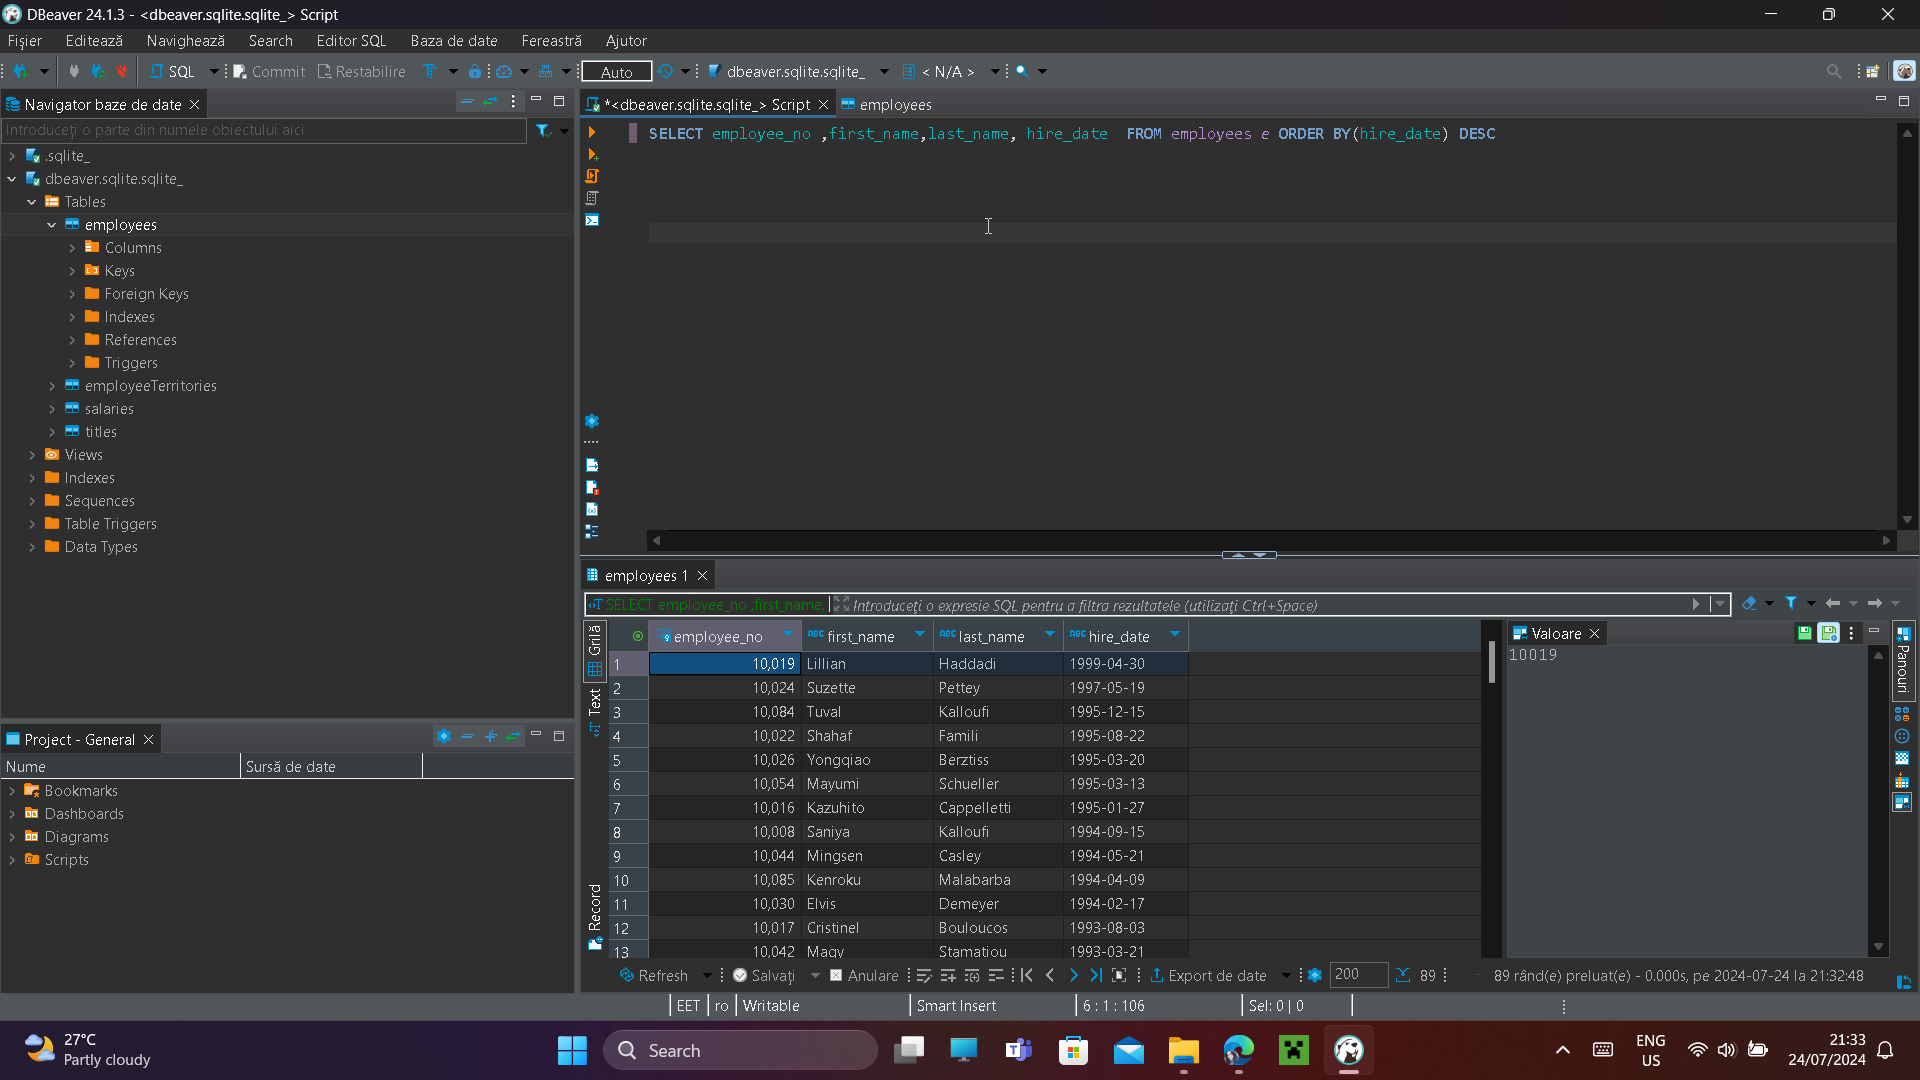 DBeaver 24.1.3 - <dbeaver.sqlite.sqlite_> Script
Fișier Editează Navighează Search Editor SQL Baza de date Fereastră Ajutor
SQL Commit Restabilire Auto dbeaver.sqlite.sqlite_ < N/A >
Navigator baze de date
Introduceți o parte din numele obiectului aici
.sqlite_
dbeaver.sqlite.sqlite_
Tables
employees
Columns
Keys
Foreign Keys
Indexes
References
Triggers
employeeTerritories
salaries
titles
Views
Indexes
Sequences
Table Triggers
Data Types
Project - General
Nume Sursă de date
Bookmarks
Dashboards
Diagrams
Scripts
*<dbeaver.sqlite.sqlite_> Script employees
SELECT employee_no ,first_name,last_name, hire_date FROM employees e ORDER BY(hire_date) DESC
employees 1
SELECT employee_no ,first_name, Introduceți o expresie SQL pentru a filtra rezultatele (utilizați Ctrl+Space)
Grilă
Text
Record
employee_no first_name last_name hire_date
1 10,019 Lillian Haddadi 1999-04-30
2 10,024 Suzette Pettey 1997-05-19
3 10,084 Tuval Kalloufi 1995-12-15
4 10,022 Shahaf Famili 1995-08-22
5 10,026 Yongqiao Berztiss 1995-03-20
6 10,054 Mayumi Schueller 1995-03-13
7 10,016 Kazuhito Cappelletti 1995-01-27
8 10,008 Saniya Kalloufi 1994-09-15
9 10,044 Mingsen Casley 1994-05-21
10 10,085 Kenroku Malabarba 1994-04-09
11 10,030 Elvis Demeyer 1994-02-17
12 10,017 Cristinel Bouloucos 1993-08-03
13 10,042 Magy Stamatiou 1993-03-21
Valoare
10019
Panouri
Refresh Salvați Anulare Export de date 200 89 89 rând(e) preluat(e) - 0.000s, pe 2024-07-24 la 21:32:48
EET ro Writable Smart Insert 6 : 1 : 106 Sel: 0 | 0
27°C
Partly cloudy
Search
ENG
US
21:33
24/07/2024